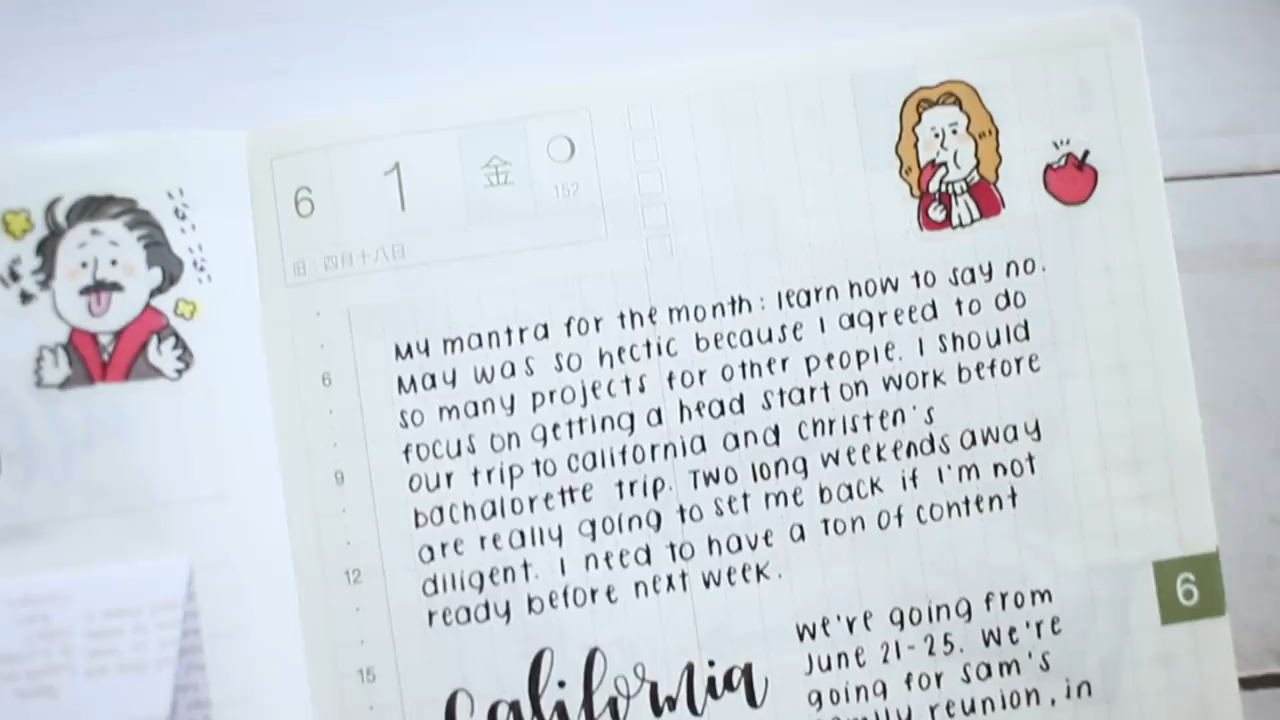 6 1 金
152
旧:四月十八日
My mantra for the month: learn how to say no.
May was so hectic because I agreed to do
so many projects for other people. I should
focus on getting a head start on work before
our trip to california and christen's
bachalorette trip. Two long weekends away
are really going to set me back if I'm not
diligent. I need to have a ton of content
ready before next week.
6
9
12
15
California
we're going from
June 21-25. We're
going for sam's
family reunion, in
6